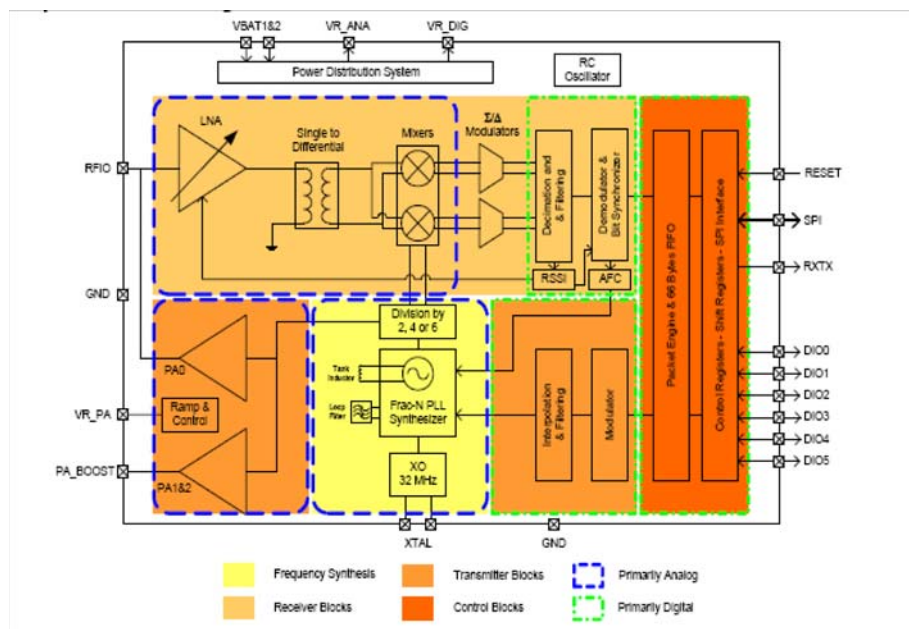 VBAT1&2 VR_ANA VR_DIG
Power Distribution System
RC
Oscillator
LNA
Single to
Differential
Mixers
Σ/Δ
Modulators
Decimation and
& Filtering
Demodulator &
Bit Synchronizer
RSSI
AFC
Packet Engine & 66 Bytes FIFO
Control Registers - Shift Registers - SPI Interface
RFIO
GND
VR_PA
PA_BOOST
RESET
SPI
RXTX
DIO0
DIO1
DIO2
DIO3
DIO4
DIO5
Division by
2, 4 or 6
PA0
Ramp &
Control
PA1&2
Tank
Inductor
Loop
Filter
Frac-N PLL
Synthesizer
XO
32 MHz
Interpolation
& Filtering
Modulator
XTAL
GND
Frequency Synthesis
Transmitter Blocks
Primarily Analog
Receiver Blocks
Control Blocks
Primarily Digital